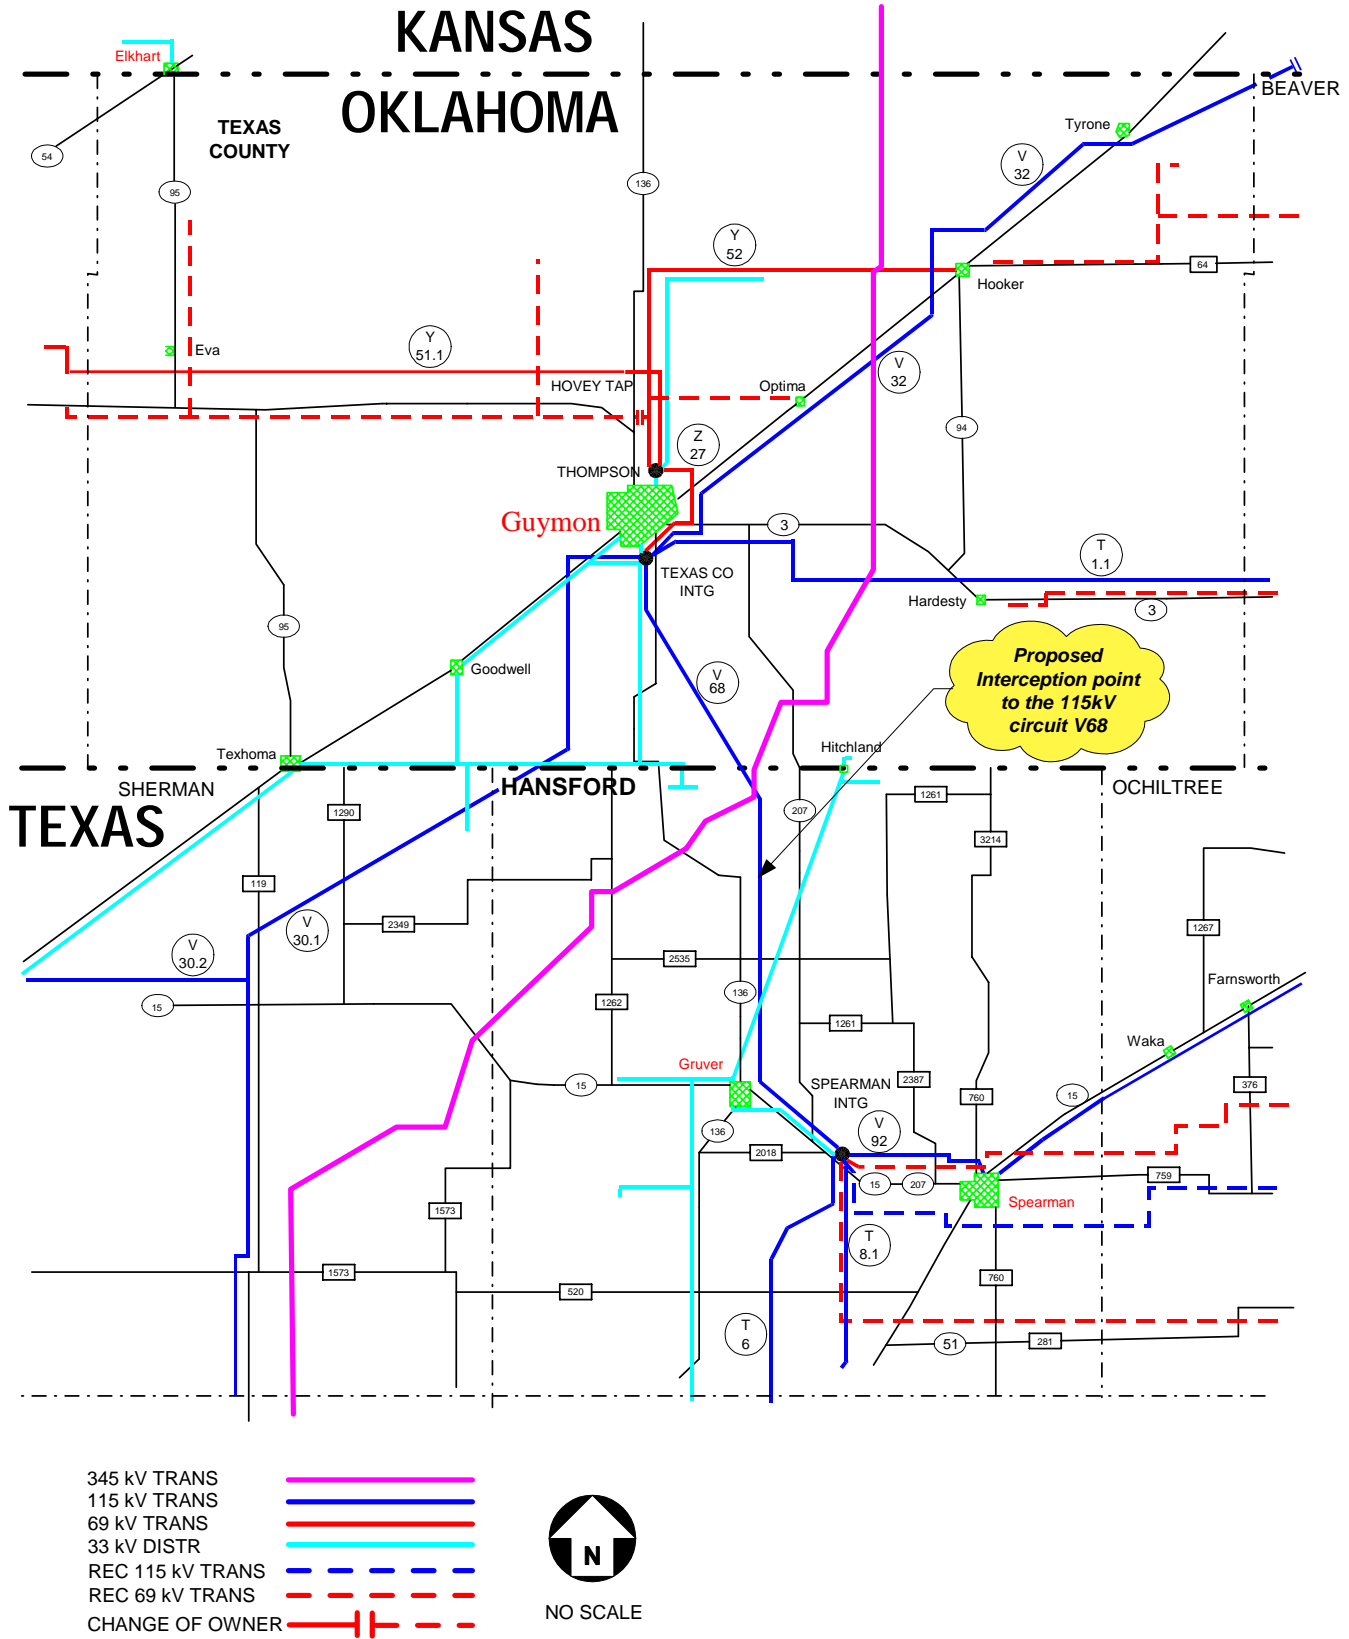 KANSAS
Elkhart
OKLAHOMA
BEAVER
TEXAS
COUNTY
Tyrone
54
V
32
95
136
Y
52
64
Hooker
Y
51.1
Eva
V
32
HOVEY TAP
Optima
94
Z
27
THOMPSON
Guymon
3
T
1.1
TEXAS CO
INTG
Hardesty
3
95
Proposed
Interception point
to the 115kV
circuit V68
Goodwell
V
68
Texhoma
Hitchland
SHERMAN
HANSFORD
OCHILTREE
TEXAS
1290
207
1261
3214
119
2349
V
30.1
1267
V
30.2
2535
Farnsworth
136
15
1262
1261
Waka
Gruver
SPEARMAN
INTG
2387
376
15
760
15
136
V
92
2018
759
15
207
Spearman
1573
T
8.1
1573
760
520
T
6
51
281
345 kV TRANS
115 kV TRANS
69 kV TRANS
33 kV DISTR
REC 115 kV TRANS
REC 69 kV TRANS
CHANGE OF OWNER
N
NO SCALE